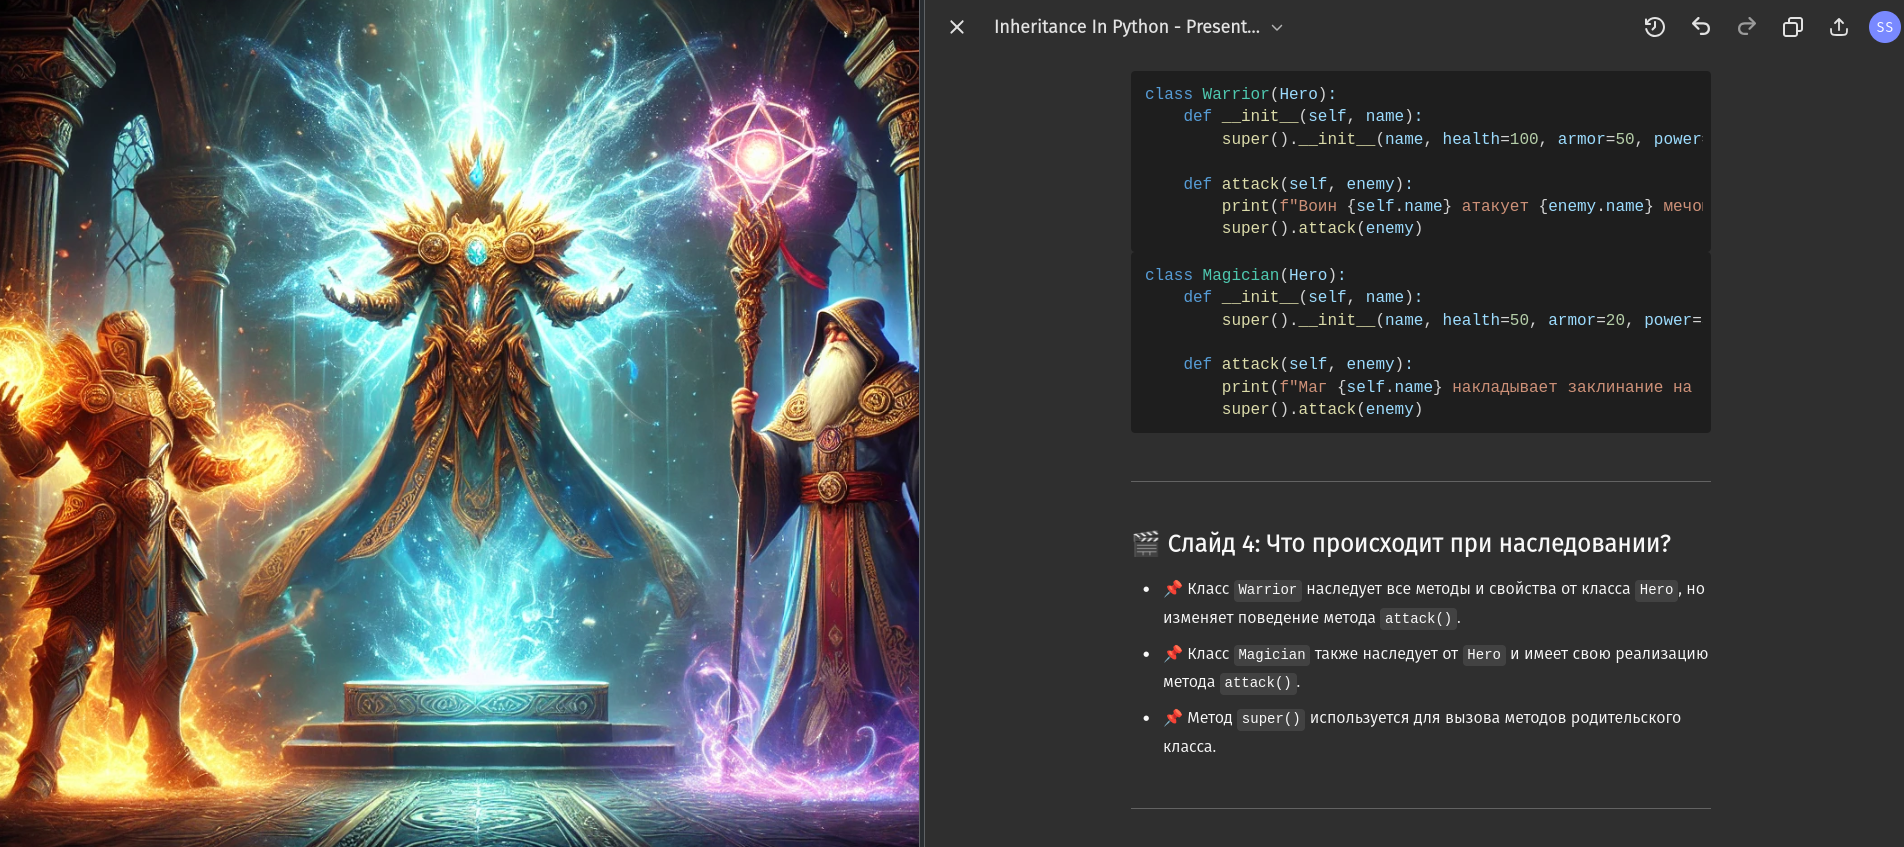 Inheritance In Python - Present...
SS
class Warrior(Hero):
    def __init__(self, name):
        super().__init__(name, health=100, armor=50, power=
    def attack(self, enemy):
        print(f"Воин {self.name} атакует {enemy.name}
        super().attack(enemy)
class Magician(Hero):
    def __init__(self, name):
        super().__init__(name, health=50, armor=20, power=
    def attack(self, enemy):
        print(f"Маг {self.name} накладывает заклинание на
        super().attack(enemy)
🎬 Слайд 4: Что происходит при наследовании?
• 📌 Класс Warrior наследует все методы и свойства от класса Hero, но
изменяет поведение метода attack().
• 📌 Класс Magician также наследует от Hero и имеет свою реализацию
метода attack().
• 📌 Метод super() используется для вызова методов родительского
класса.